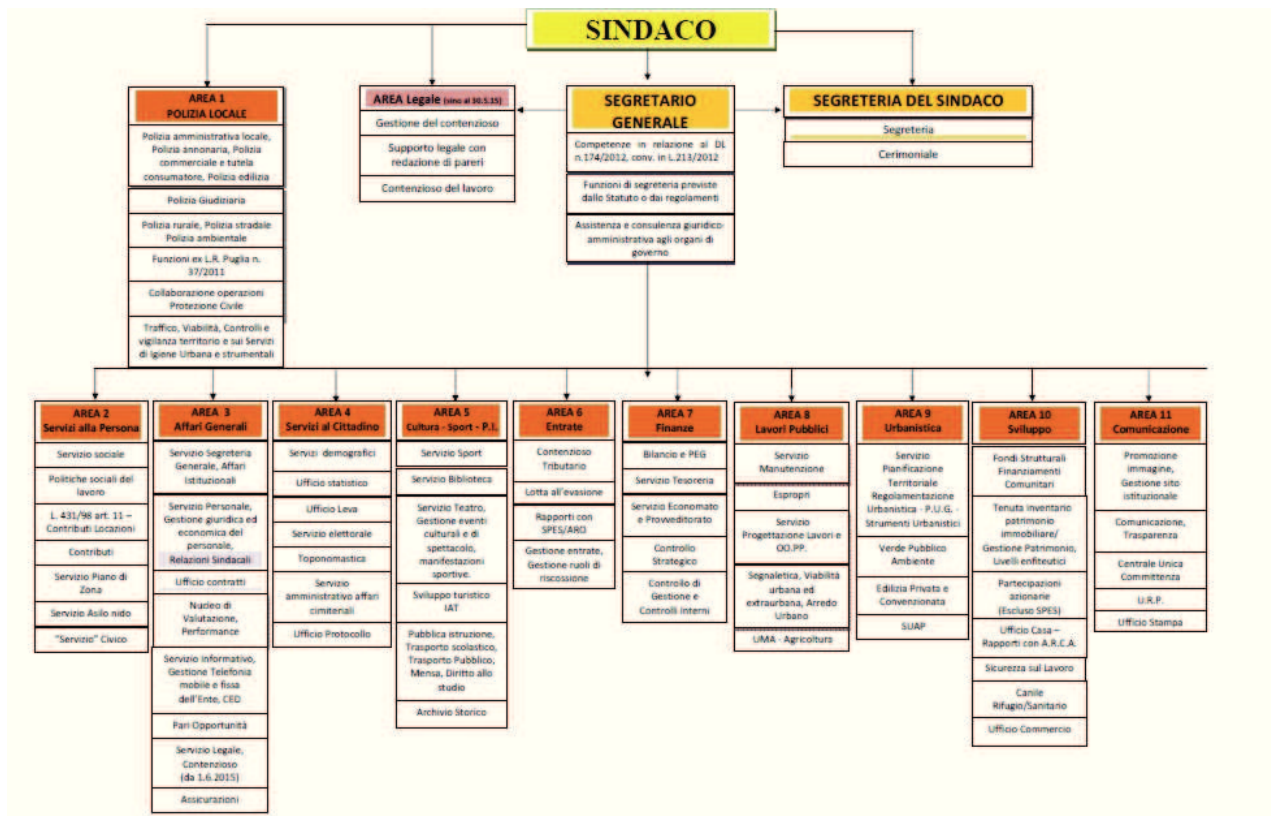 SINDACO
AREA 1
POLIZIA LOCALE
Polizia amministrativa locale,
Polizia annonaria, Polizia
commerciale e tutela
consumatore, Polizia edilizia
Polizia Giudiziaria
Polizia rurale, Polizia stradale
Polizia ambientale
Funzioni ex L.R. Puglia n.
37/2011
Collaborazione operazioni
Protezione Civile
Traffico, Viabilità, Controlli e
vigilanza territorio e sui Servizi
di Igiene Urbana e strumentali
AREA Legale (sino al 30.5.15)
Gestione del contenzioso
Supporto legale con
redazione di pareri
Contenzioso del lavoro
SEGRETARIO
GENERALE
Competenze in relazione al DL
n.174/2012, conv. in L.213/2012
Funzioni di segreteria previste
dallo Statuto o dai regolamenti
Assistenza e consulenza giuridico-
amministrativa agli organi di
governo
SEGRETERIA DEL SINDACO
Segreteria
Cerimoniale
AREA 2
Servizi alla Persona
Servizio sociale
Politiche sociali del
lavoro
L. 431/98 art. 11 –
Contributi Locazioni
Contributi
Servizio Piano di
Zona
Servizio Asilo nido
"Servizio" Civico
AREA 3
Affari Generali
Servizio Segreteria
Generale, Affari
Istituzionali
Servizio Personale,
Gestione giuridica ed
economica del
personale,
Relazioni Sindacali
Ufficio contratti
Nucleo di
Valutazione,
Performance
Servizio Informativo,
Gestione Telefonia
mobile e fissa
dell'Ente, CED
Pari Opportunità
Servizio Legale,
Contenzioso
(da 1.6.2015)
Assicurazioni
AREA 4
Servizi al Cittadino
Servizi demografici
Ufficio statistico
Ufficio Leva
Servizio elettorale
Toponomastica
Servizio
amministrativo affari
cimiteriali
Ufficio Protocollo
AREA 5
Cultura - Sport - P.I.
Servizio Sport
Servizio Biblioteca
Servizio Teatro,
Gestione eventi
culturali e di
spettacolo,
manifestazioni
sportive.
Sviluppo turistico
IAT
Pubblica istruzione,
Trasporto scolastico,
Trasporto Pubblico,
Mensa, Diritto allo
studio
Archivio Storico
AREA 6
Entrate
Contenzioso
Tributario
Lotta all'evasione
Rapporti con
SPES/ARO
Gestione entrate,
Gestione ruoli di
riscossione
AREA 7
Finanze
Bilancio e PEG
Servizio Tesoreria
Servizio Economato
e Provveditorato
Controllo
Strategico
Controllo di
Gestione e
Controlli Interni
AREA 8
Lavori Pubblici
Servizio
Manutenzione
Espropri
Servizio
Progettazione Lavori e
OO.PP.
Segnaletica, Viabilità
urbana ed
extraurbana, Arredo
Urbano
UMA - Agricoltura
AREA 9
Urbanistica
Servizio
Pianificazione
Territoriale
Regolamentazione
Urbanistica - P.U.G. -
Strumenti Urbanistici
Verde Pubblico
Ambiente
Edilizia Privata e
Convenzionata
SUAP
AREA 10
Sviluppo
Fondi Strutturali
Finanziamenti
Comunitari
Tenuta inventario
patrimonio
immobiliare/
Gestione Patrimonio,
Livelli enfiteutici
Partecipazioni
azionarie
(Escluso SPES)
Ufficio Casa –
Rapporti con A.R.C.A.
Sicurezza sul Lavoro
Canile
Rifugio/Sanitario
Ufficio Commercio
AREA 11
Comunicazione
Promozione
immagine,
Gestione sito
istituzionale
Comunicazione,
Trasparenza
Centrale Unica
Committenza
U.R.P.
Ufficio Stampa